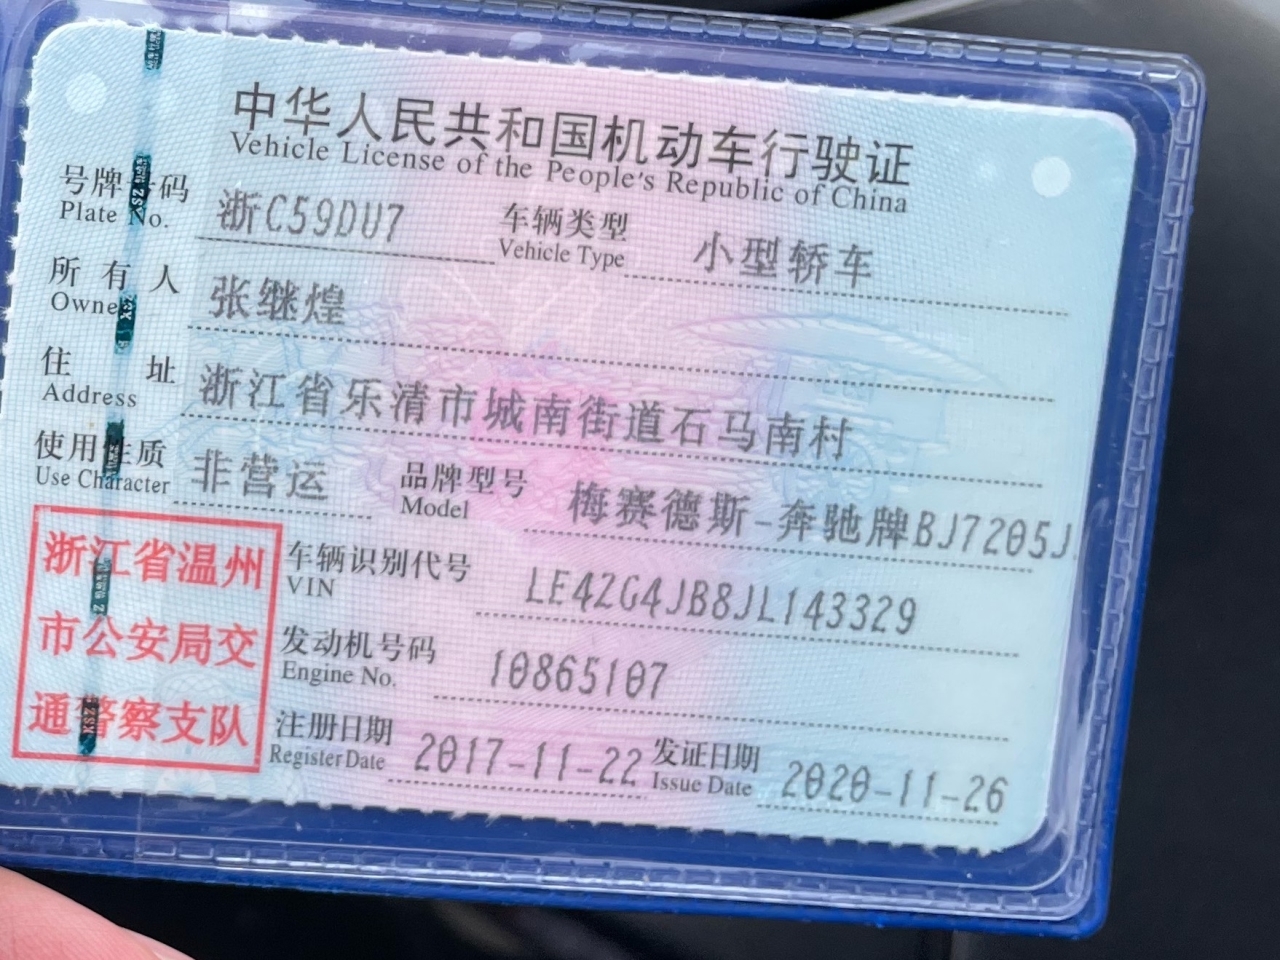 中华人民共和国机动车行驶证
Vehicle License of the People's Republic of China
号牌号码 浙C59DU7 车辆类型 小型轿车
Plate No. Vehicle Type
所有人 张继煌
Owner
住址 浙江省乐清市城南街道石马南村
Address
使用性质 非营运 品牌型号 梅赛德斯-奔驰牌BJ7205J
Use Character Model
浙江省温州
市公安局交
通警察支队
车辆识别代号 LE4ZG4JB8JL143329
VIN
发动机号码 10865107
Engine No.
注册日期 2017-11-22 发证日期 2020-11-26
Register Date Issue Date